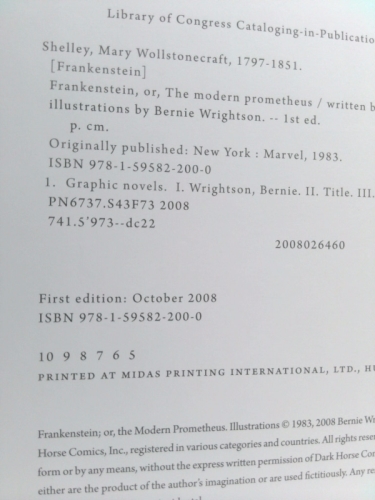 Library of Congress Cataloging-in-Publicatio
Shelley, Mary Wollstonecraft, 1797-1851.
[Frankenstein]
Frankenstein, or, The modern prometheus / written b
illustrations by Bernie Wrightson. -- 1st ed.
p. cm.
Originally published: New York : Marvel, 1983.
ISBN 978-1-59582-200-0
1. Graphic novels. I. Wrightson, Bernie. II. Title. III.
PN6737.S43F73 2008
741.5'973--dc22
2008026460
First edition: October 2008
ISBN 978-1-59582-200-0
10 9 8 7 6 5
PRINTED AT MIDAS PRINTING INTERNATIONAL, LTD., HU
Frankenstein; or, the Modern Prometheus. Illustrations © 1983, 2008 Bernie Wr
Horse Comics, Inc., registered in various categories and countries. All rights rese
form or by any means, without the express written permission of Dark Horse Com
either are the product of the author's imagination or are used fictitiously. Any re